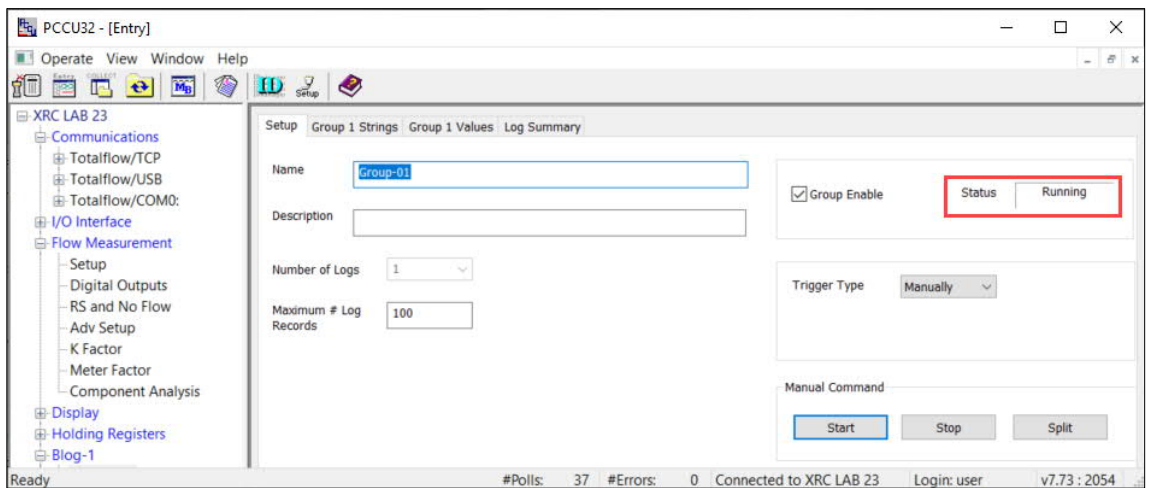 PCCU32 - [Entry]
Operate View Window Help
Entry COLLECT MB ID Setup
XRC LAB 23
Communications
Totalflow/TCP
Totalflow/USB
Totalflow/COM0:
I/O Interface
Flow Measurement
Setup
Digital Outputs
RS and No Flow
Adv Setup
K Factor
Meter Factor
Component Analysis
Display
Holding Registers
Blog-1
Setup Group 1 Strings Group 1 Values Log Summary
Name Group-01
Description
Number of Logs 1
Maximum # Log
Records
100
Group Enable Status Running
Trigger Type Manually
Manual Command
Start Stop Split
Ready #Polls: 37 #Errors: 0 Connected to XRC LAB 23 Login: user v7.73 : 2054